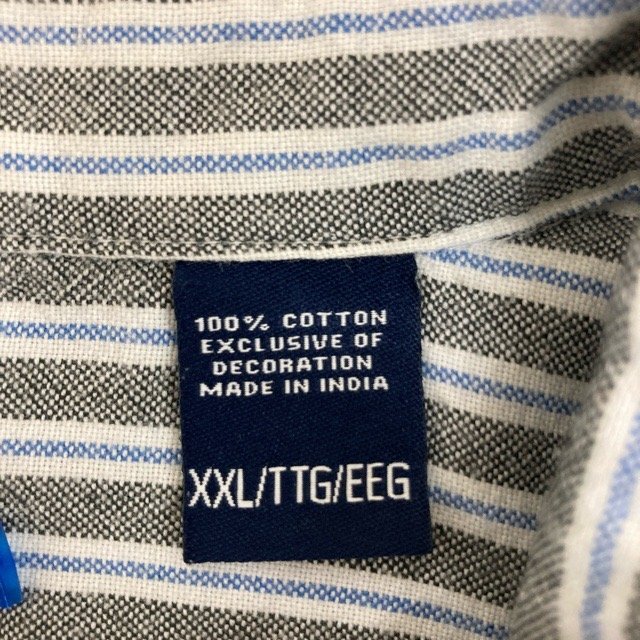 100% COTTON
EXCLUSIVE OF
DECORATION
MADE IN INDIA
XXL/TTG/EEG